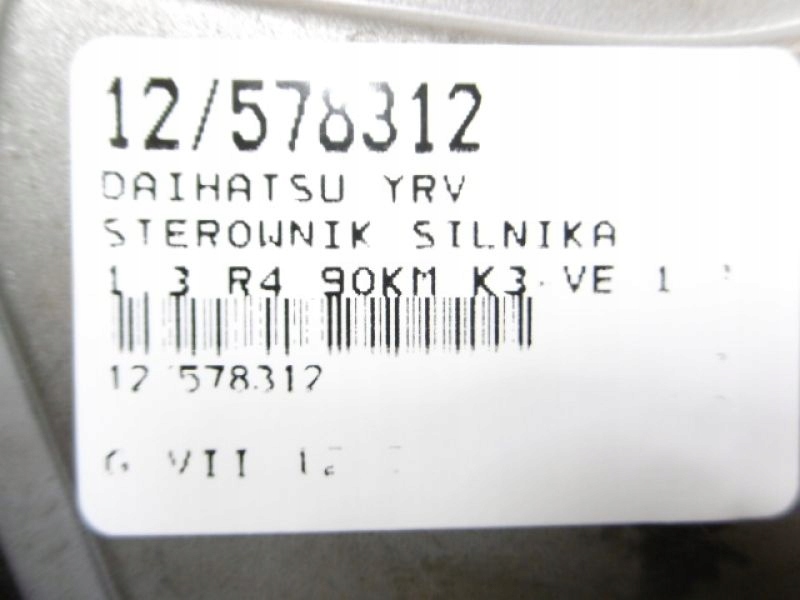 12/578312
DAIHATSU YRV
STEROWNIK SILNIKA
1 3 R4 90KM K3-VE 1
12 578312
G VII